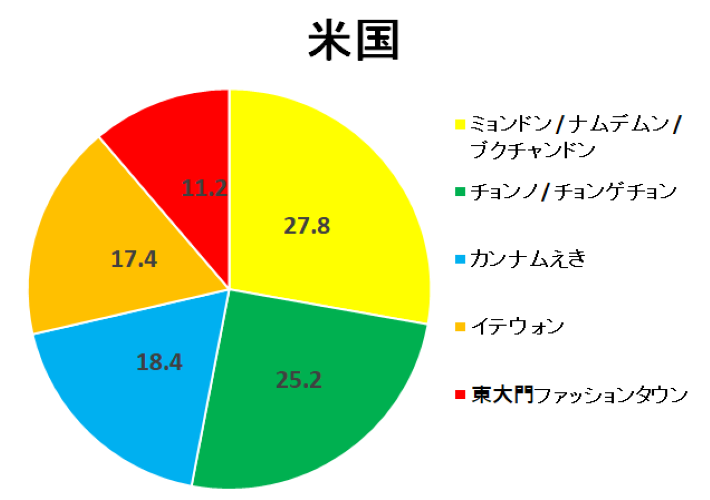 米国
27.8
25.2
18.4
17.4
11.2
ミョンドン/ナムデムン/
ブクチャンドン
チョンノ/チョンゲチョン
カンナムえき
イテウォン
東大門ファッションタウン